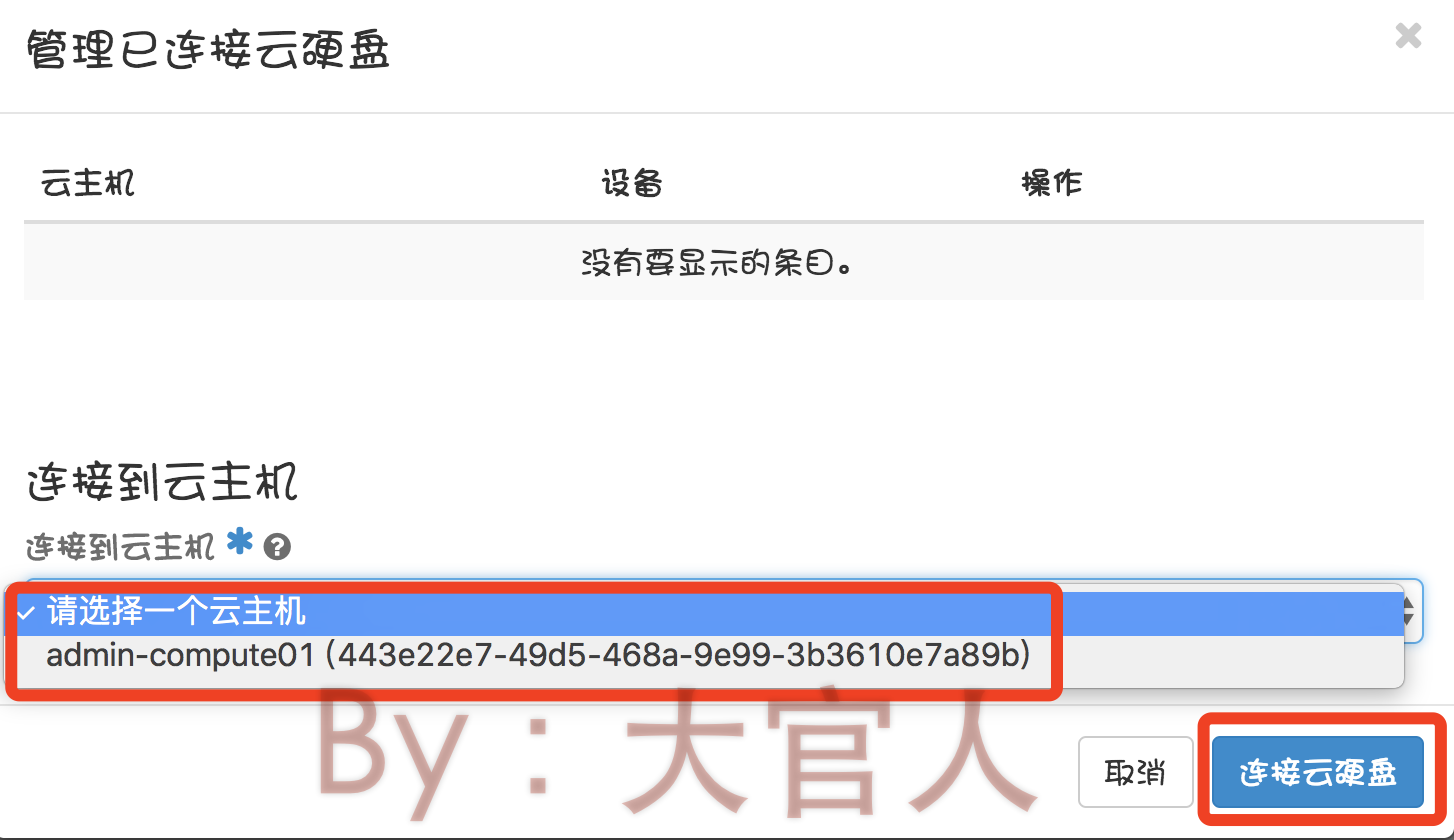 管理已连接云硬盘
云主机 设备 操作
没有要显示的条目。
连接到云主机
连接到云主机 * ?
请选择一个云主机
admin-compute01 (443e22e7-49d5-468a-9e99-3b3610e7a89b)
By：大官人
取消 连接云硬盘